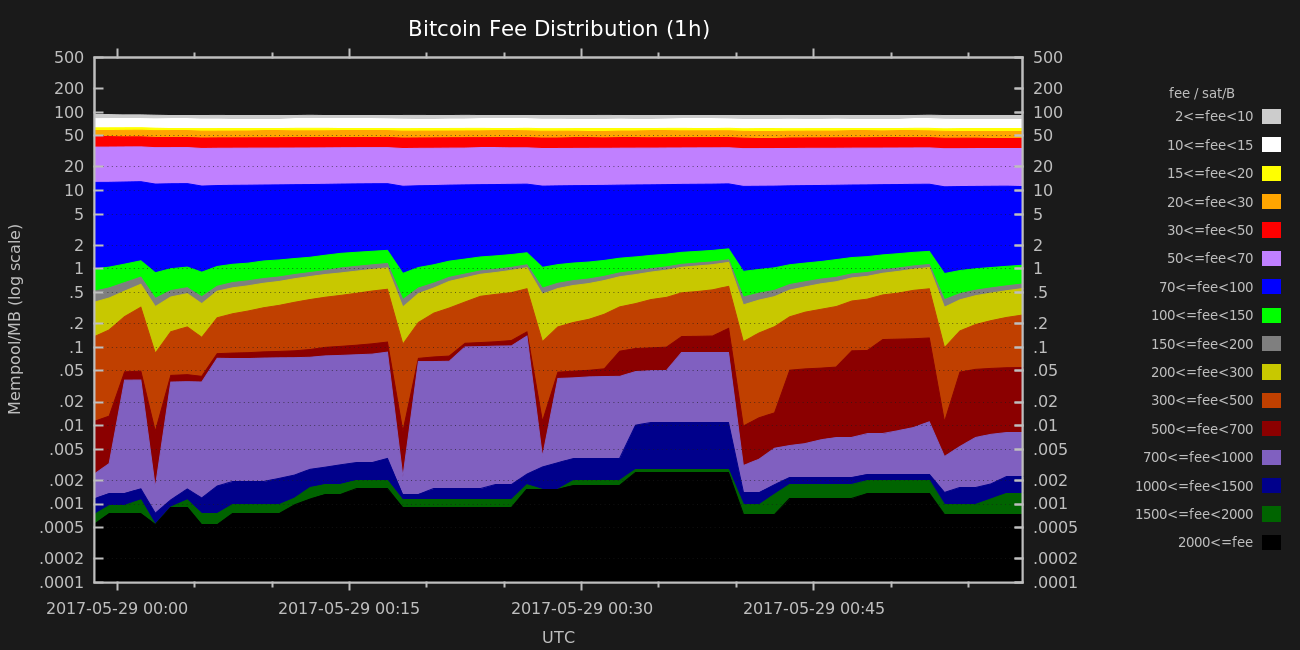 Bitcoin Fee Distribution (1h)
500
200
100
50
20
10
5
2
1
.5
.2
.1
.05
.02
.01
.005
.002
.001
.0005
.0002
.0001
Mempool/MB (log scale)
500
200
100
50
20
10
5
2
1
.5
.2
.1
.05
.02
.01
.005
.002
.001
.0005
.0002
.0001
fee / sat/B
2<=fee<10
10<=fee<15
15<=fee<20
20<=fee<30
30<=fee<50
50<=fee<70
70<=fee<100
100<=fee<150
150<=fee<200
200<=fee<300
300<=fee<500
500<=fee<700
700<=fee<1000
1000<=fee<1500
1500<=fee<2000
2000<=fee
2017-05-29 00:00 2017-05-29 00:15 2017-05-29 00:30 2017-05-29 00:45
UTC